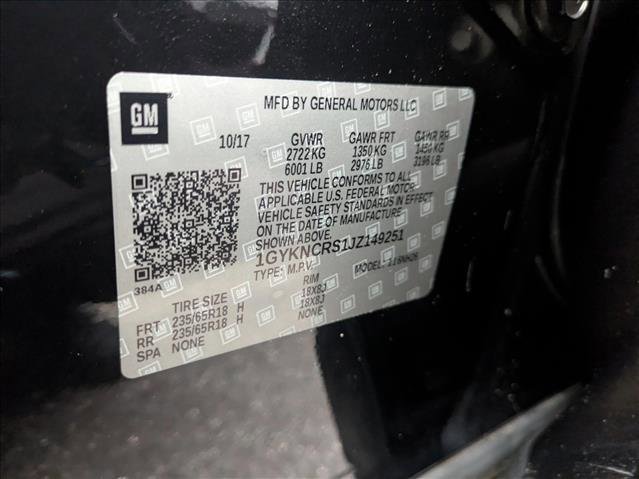 GM
MFD BY GENERAL MOTORS LLC
10/17 GVWR GAWR FRT GAWR RR
2722 KG 1350 KG 1450 KG
6001 LB 2976 LB 3196 LB
THIS VEHICLE CONFORMS TO ALL
APPLICABLE U.S. FEDERAL MOTOR
VEHICLE SAFETY STANDARDS IN EFFECT
ON THE DATE OF MANUFACTURE.
1GYKNCRS1JZ149251
384A TYPE: M.P.V.
TIRE SIZE RIM
FRT 235/65R18 H 18X8J
RR 235/65R18 H 18X8J
SPA NONE NONE